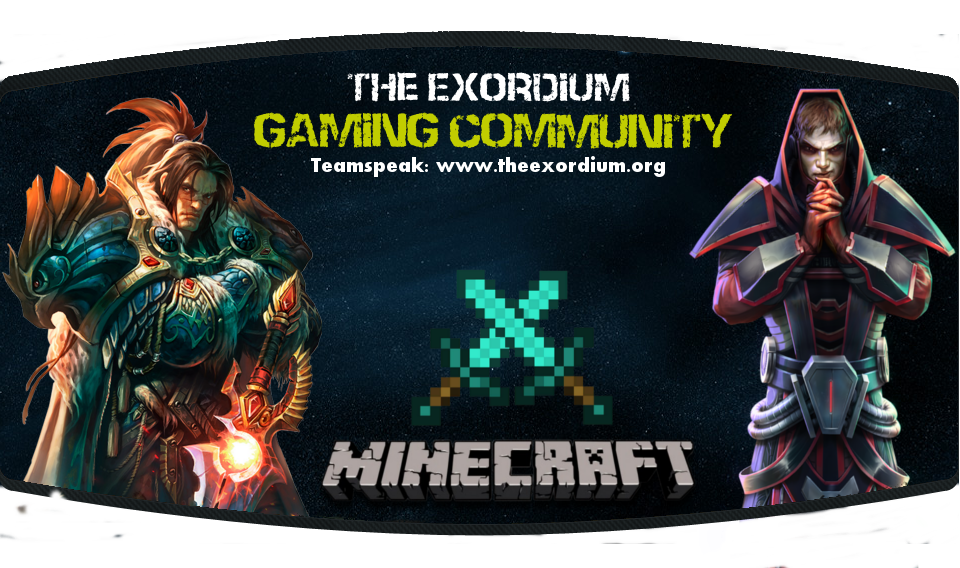 THE EXORDIUM
GAMING COMMUNITY
Teamspeak: www.theexordium.org
MINECRAFT